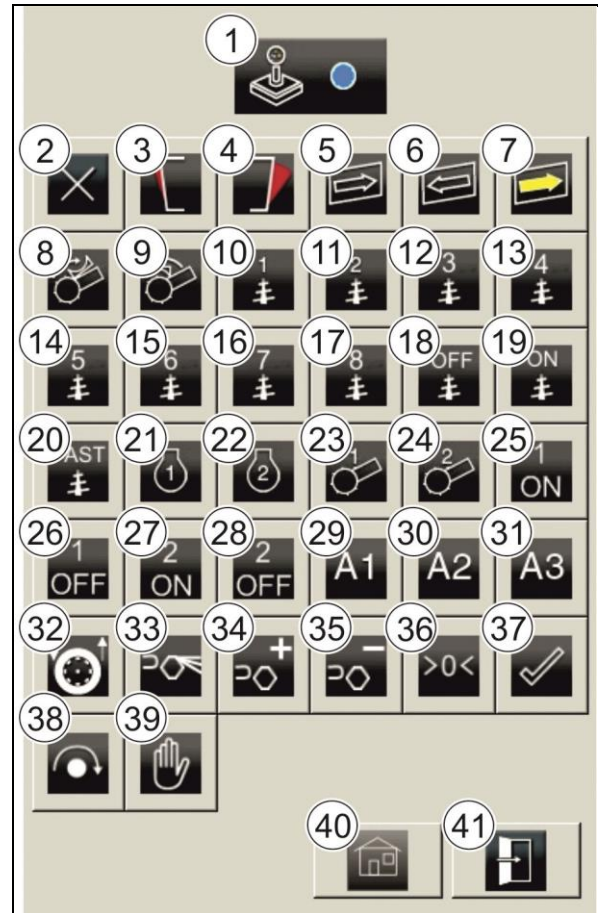 1
2 3 4 5 6 7
8 9 10 11 12 13
1 2 3 4
14 15 16 17 18 19
5 6 7 8 OFF ON
20 21 22 23 24 25
AST 1 2 1 2 1
ON
26 27 28 29 30 31
1 2 2
OFF ON OFF A1 A2 A3
32 33 34 35 36 37
+ − >0<
38 39
40 41